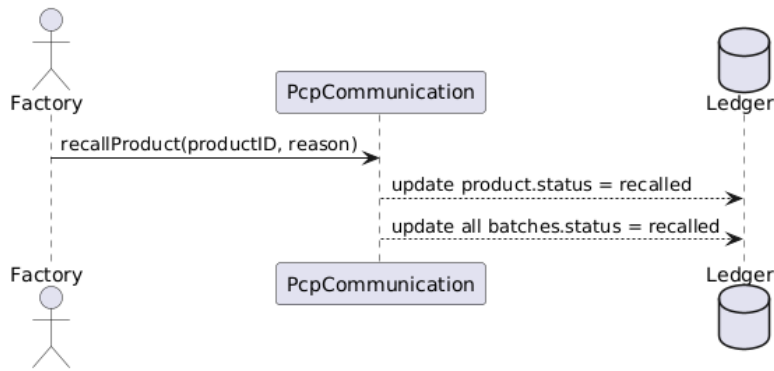 Factory
PcpCommunication
Ledger
recallProduct(productID, reason)
update product.status = recalled
update all batches.status = recalled
Factory
PcpCommunication
Ledger